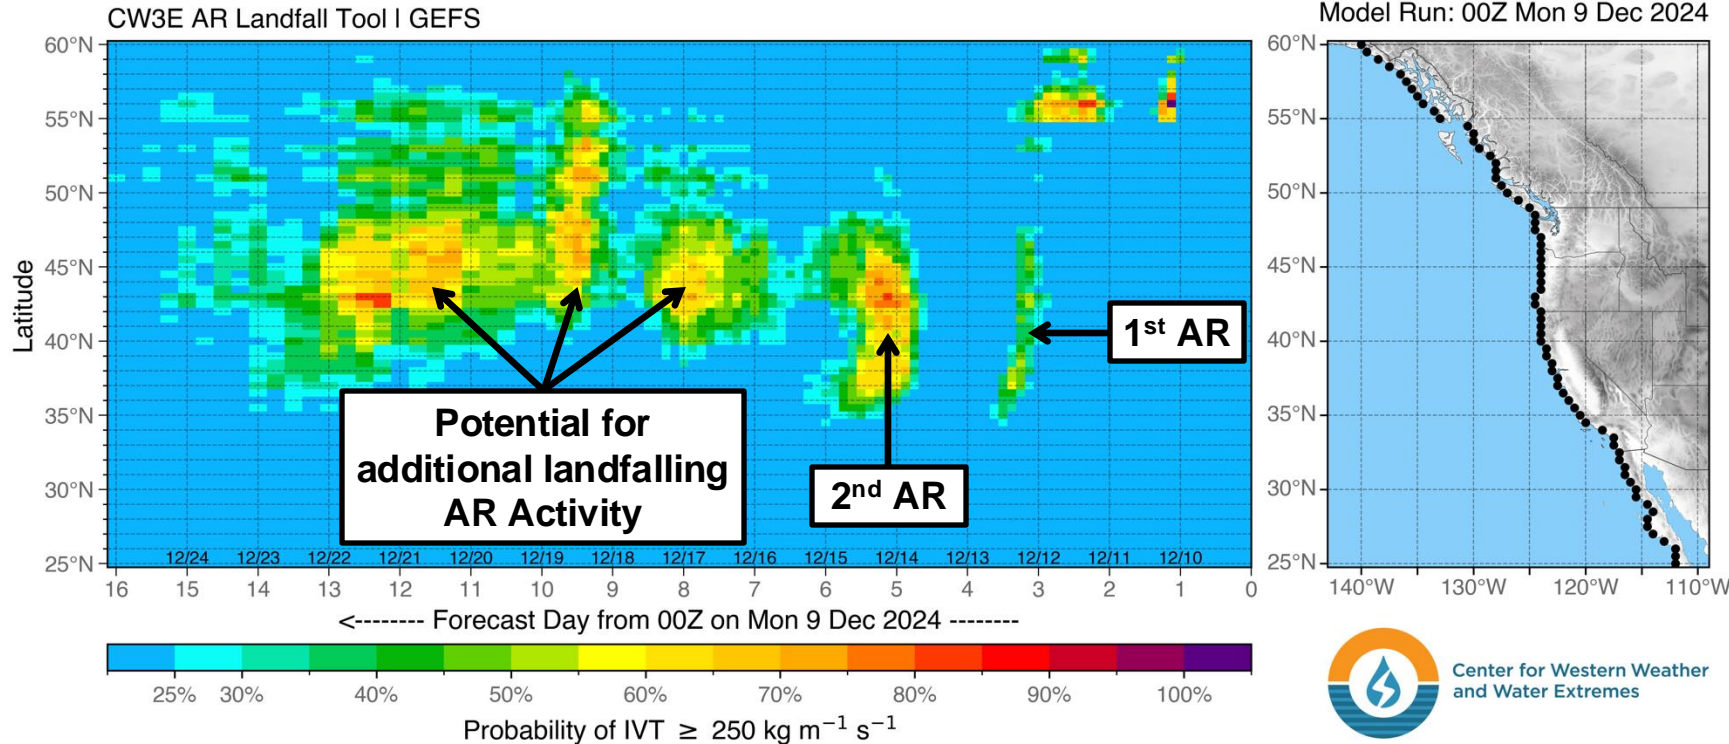 CW3E AR Landfall Tool | GEFS
Model Run: 00Z Mon 9 Dec 2024
Latitude
60°N
55°N
50°N
45°N
40°N
35°N
30°N
25°N
1st AR
2nd AR
Potential for
additional landfalling
AR Activity
12/24 12/23 12/22 12/21 12/20 12/19 12/18 12/17 12/16 12/15 12/14 12/13 12/12 12/11 12/10
16 15 14 13 12 11 10 9 8 7 6 5 4 3 2 1 0
<-------- Forecast Day from 00Z on Mon 9 Dec 2024 --------
25% 30% 40% 50% 60% 70% 80% 90% 100%
Probability of IVT ≥ 250 kg m⁻¹ s⁻¹
60°N
55°N
50°N
45°N
40°N
35°N
30°N
25°N
140°W 130°W 120°W 110°W
Center for Western Weather
and Water Extremes